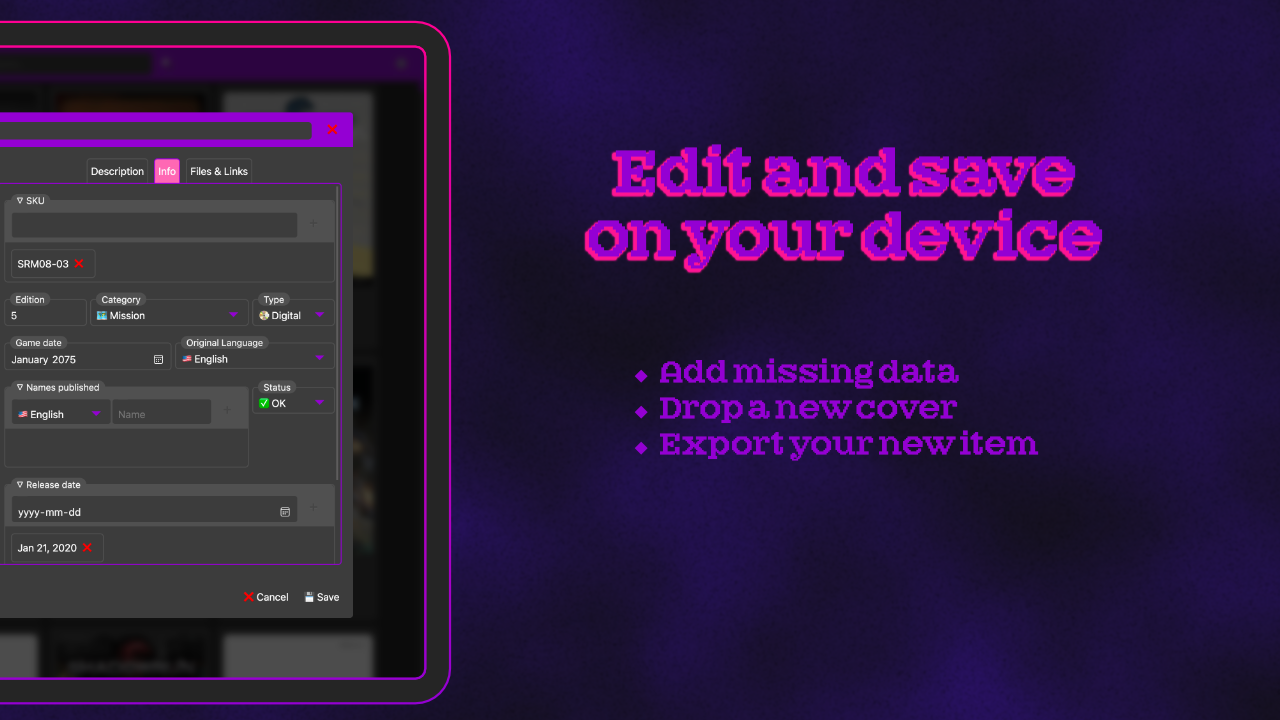 Description
Info
Files & Links
▽ SKU
SRM08-03
Edition
Category
Type
5
Mission
Digital
Game date
Original Language
January 2075
English
▽ Names published
Status
English
Name
OK
▽ Release date
yyyy-mm-dd
Jan 21, 2020
Cancel
Save
Edit and save
on your device
Add missing data
Drop a new cover
Export your new item